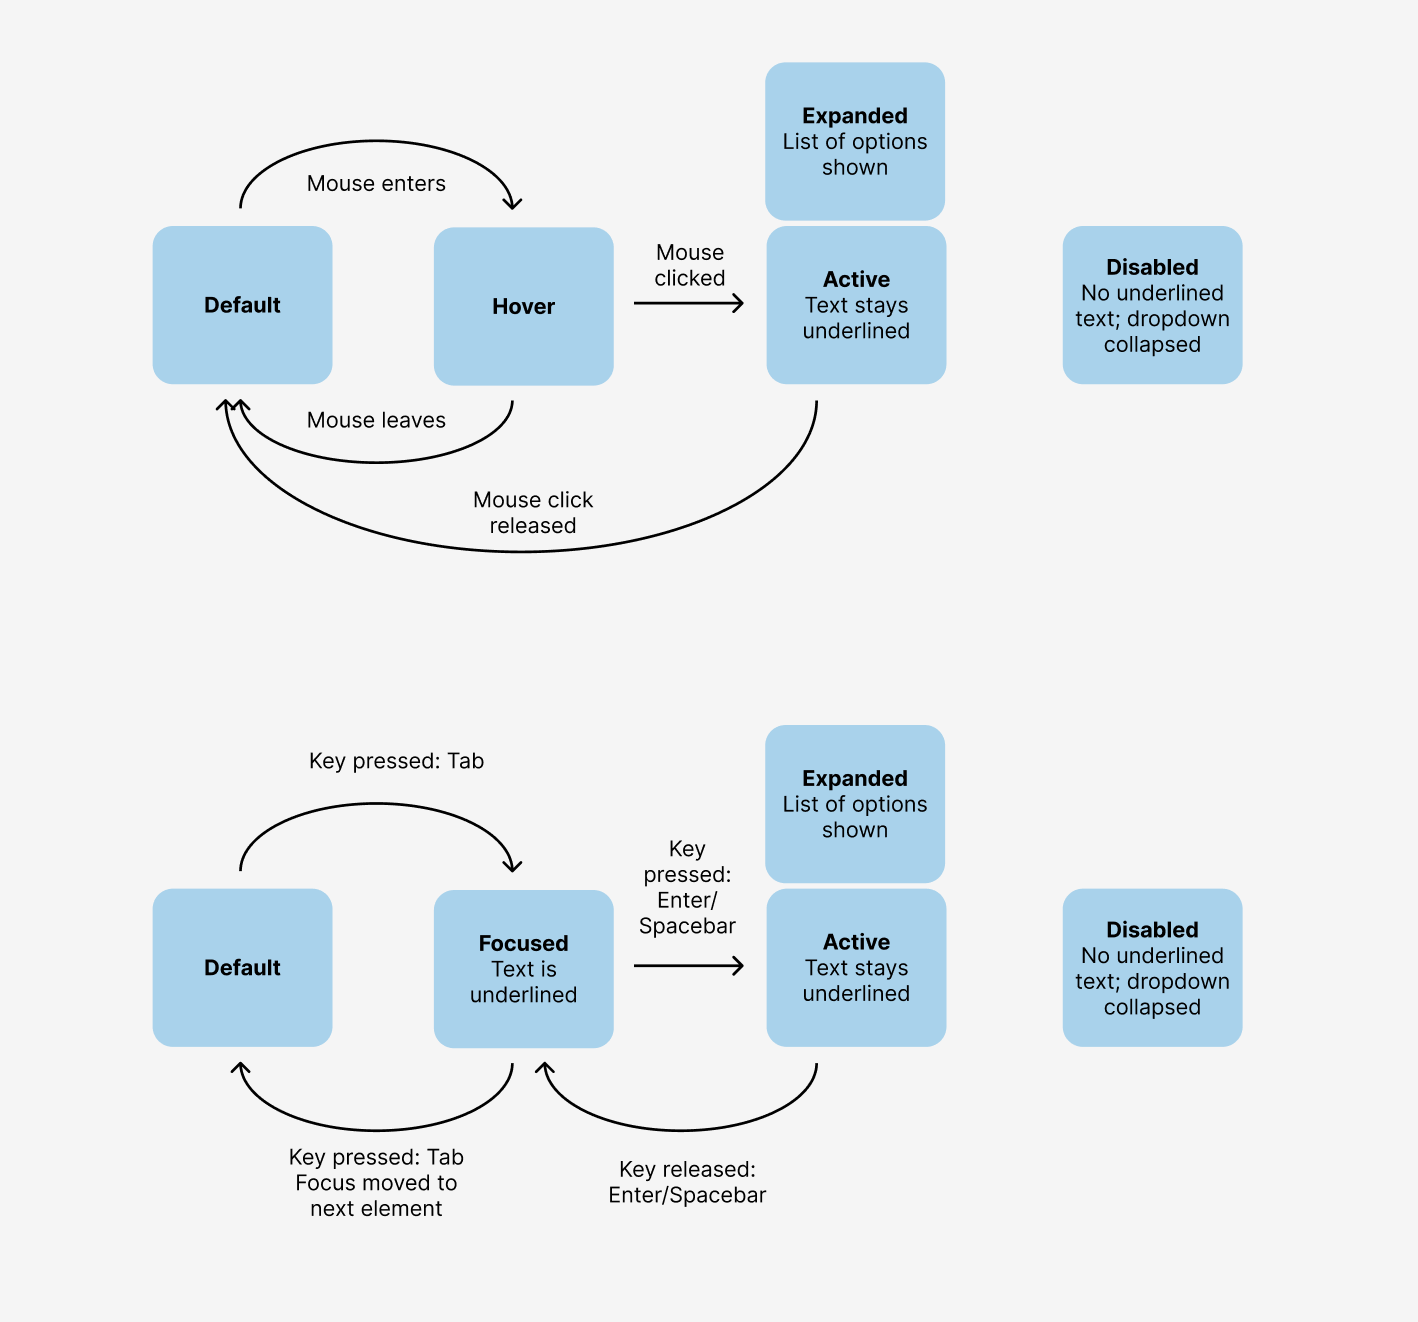 Expanded
List of options
shown
Mouse enters
Default
Hover
Mouse
clicked
Active
Text stays
underlined
Disabled
No underlined
text; dropdown
collapsed
Mouse leaves
Mouse click
released
Key pressed: Tab
Expanded
List of options
shown
Default
Focused
Text is
underlined
Key
pressed:
Enter/
Spacebar
Active
Text stays
underlined
Disabled
No underlined
text; dropdown
collapsed
Key pressed: Tab
Focus moved to
next element
Key released:
Enter/Spacebar